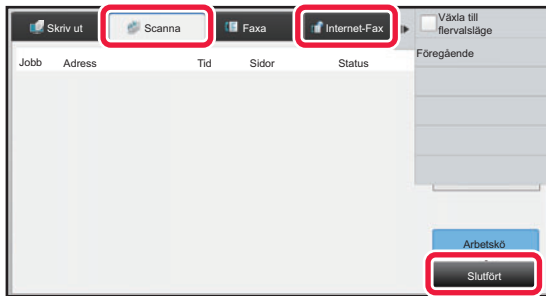 Skriv ut Scanna Faxa Internet-Fax
Växla till
flervalsläge
Föregående
Jobb Adress Tid Sidor Status
Arbetskö
Slutfört